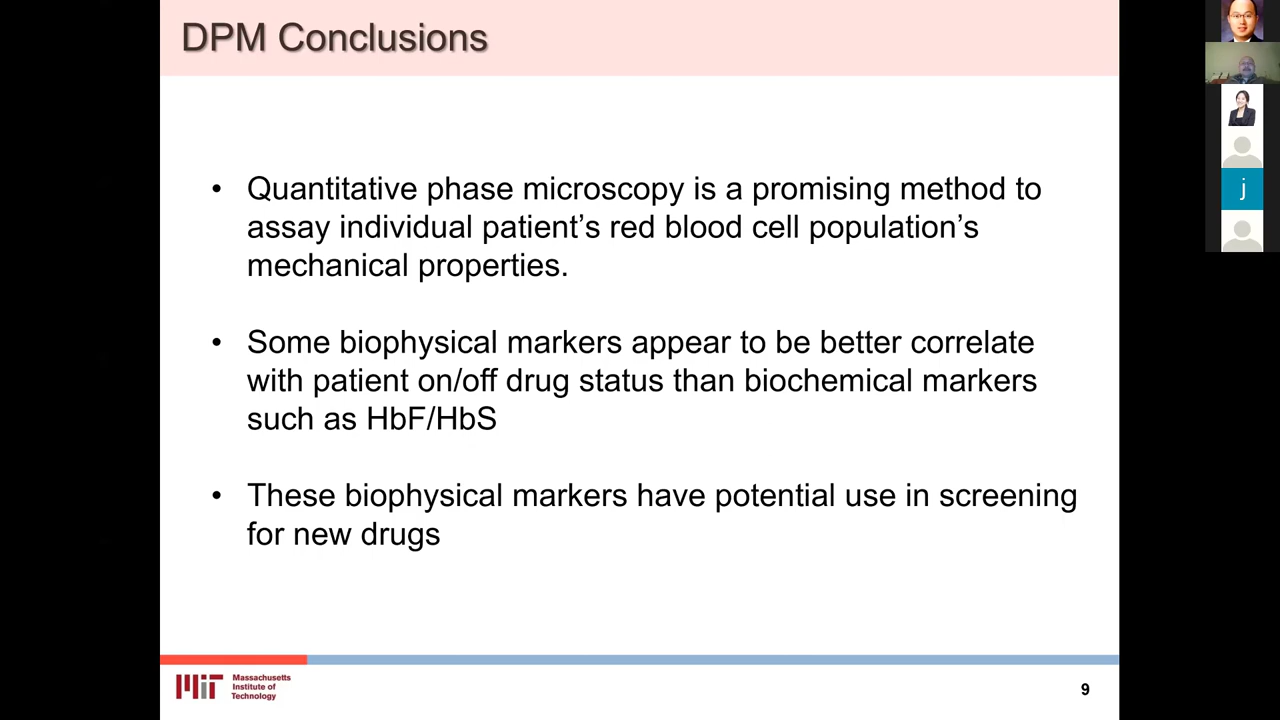 DPM Conclusions
• Quantitative phase microscopy is a promising method to
assay individual patient’s red blood cell population’s
mechanical properties.
• Some biophysical markers appear to be better correlate
with patient on/off drug status than biochemical markers
such as HbF/HbS
• These biophysical markers have potential use in screening
for new drugs
j
Massachusetts
Institute of
Technology
9